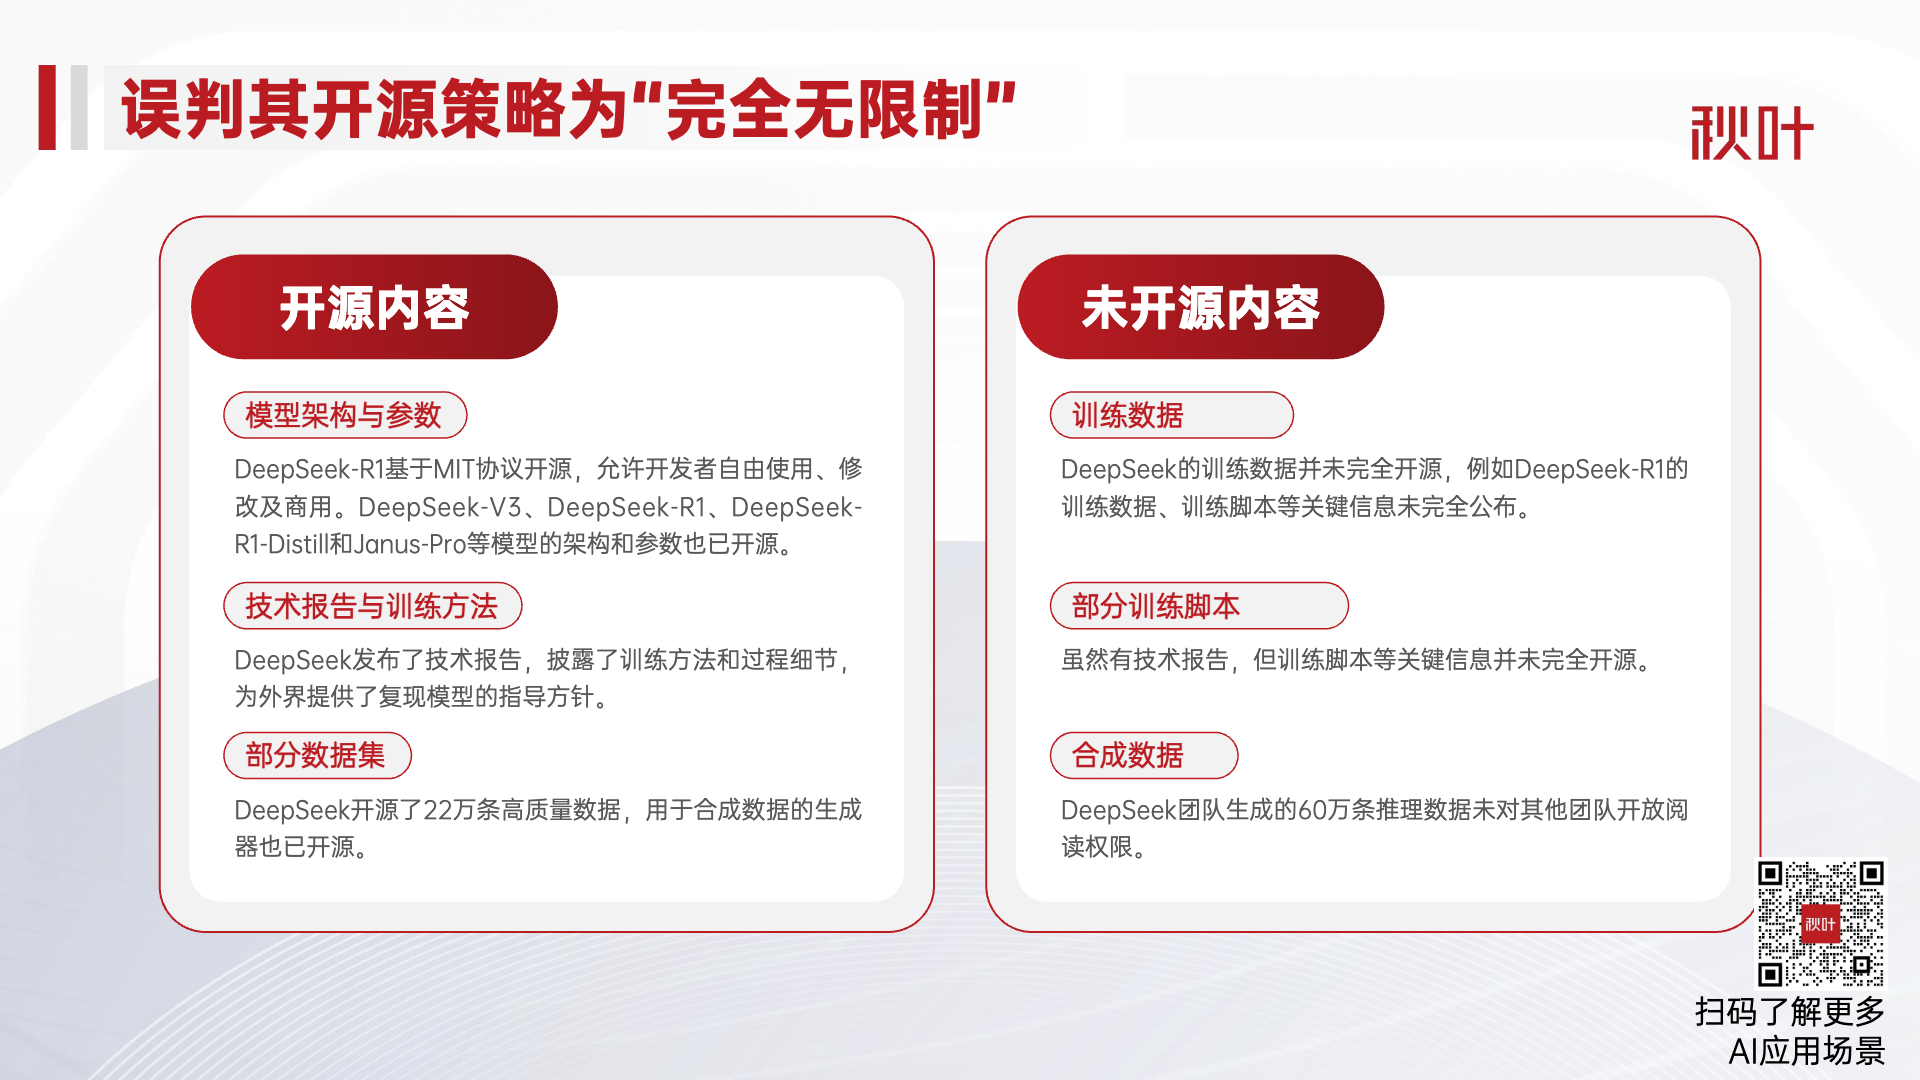 误判其开源策略为“完全无限制”
秋叶
开源内容
模型架构与参数
DeepSeek-R1基于MIT协议开源，允许开发者自由使用、修
改及商用。DeepSeek-V3、DeepSeek-R1、DeepSeek-
R1-Distill和Janus-Pro等模型的架构和参数也已开源。
技术报告与训练方法
DeepSeek发布了技术报告，披露了训练方法和过程细节，
为外界提供了复现模型的指导方针。
部分数据集
DeepSeek开源了22万条高质量数据，用于合成数据的生成
器也已开源。
未开源内容
训练数据
DeepSeek的训练数据并未完全开源，例如DeepSeek-R1的
训练数据、训练脚本等关键信息未完全公布。
部分训练脚本
虽然有技术报告，但训练脚本等关键信息并未完全开源。
合成数据
DeepSeek团队生成的60万条推理数据未对其他团队开放阅
读权限。
秋叶
扫码了解更多
AI应用场景